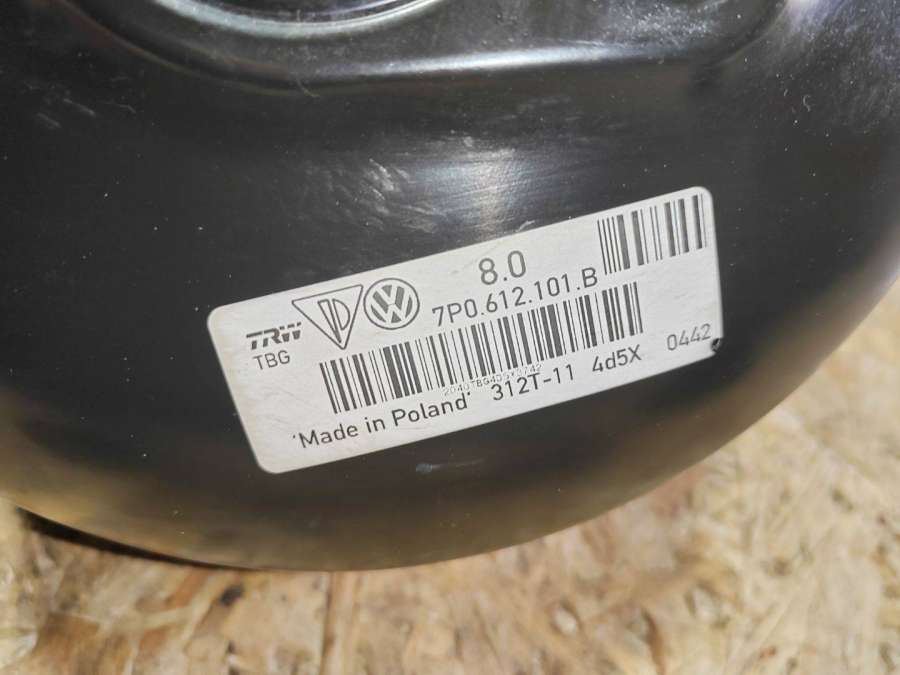 8.0
7P0.612.101.B
TRW
TBG
'Made in Poland' 312T-11 4d5X 0442